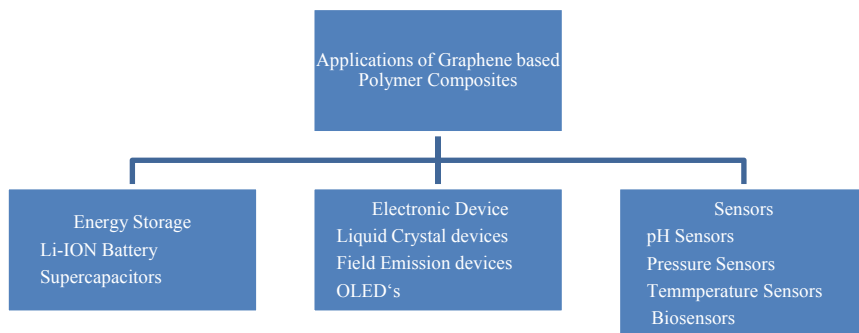 Applications of Graphene based
Polymer Composites
Energy Storage
Li-ION Battery
Supercapacitors
Electronic Device
Liquid Crystal devices
Field Emission devices
OLED‘s
Sensors
pH Sensors
Pressure Sensors
Temmperature Sensors
Biosensors